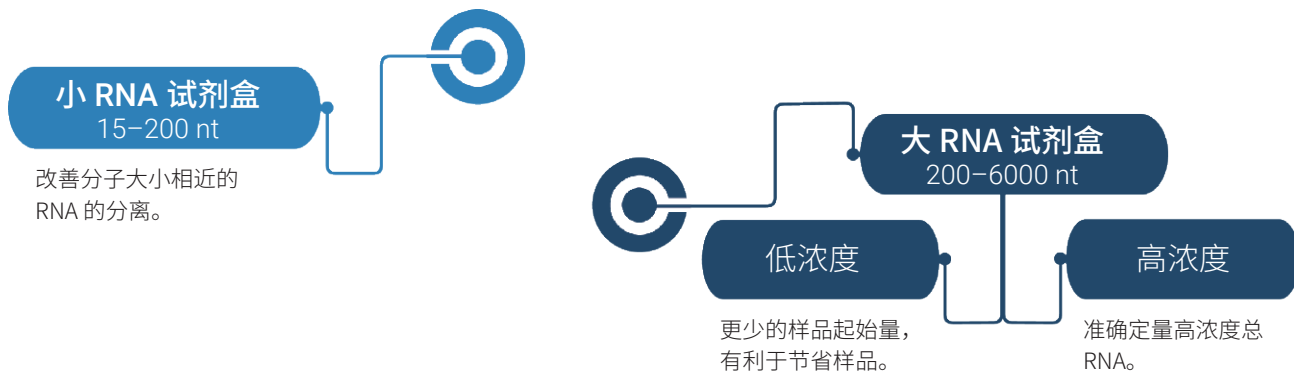 小 RNA 试剂盒
15–200 nt
改善分子大小相近的
RNA 的分离。
大 RNA 试剂盒
200–6000 nt
低浓度
更少的样品起始量，
有利于节省样品。
高浓度
准确定量高浓度总
RNA。